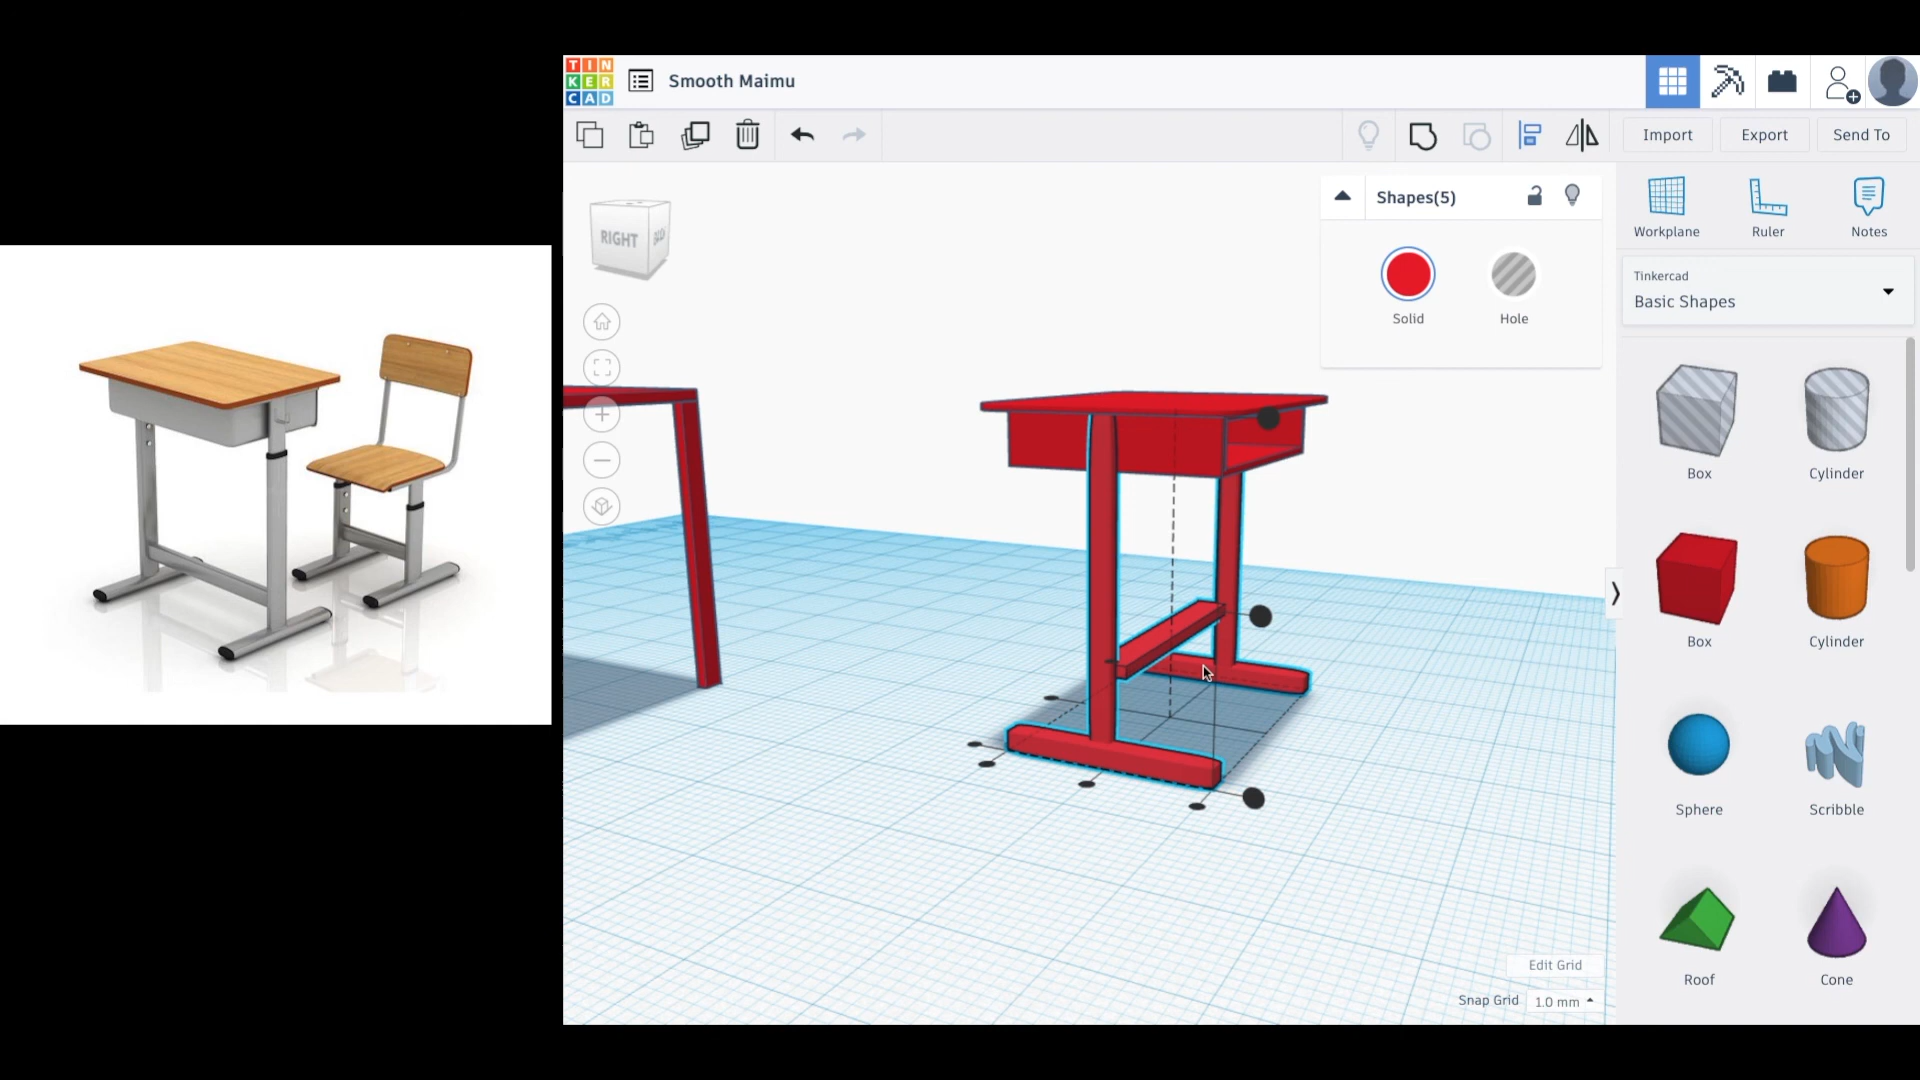 TIN
KER
CAD
Smooth Maimu
Import
Export
Send To
RIGHT
BACK
Shapes(5)
Solid
Hole
Workplane
Ruler
Notes
Tinkercad
Basic Shapes
Box
Cylinder
Box
Cylinder
Sphere
Scribble
Roof
Cone
Edit Grid
Snap Grid
1.0 mm